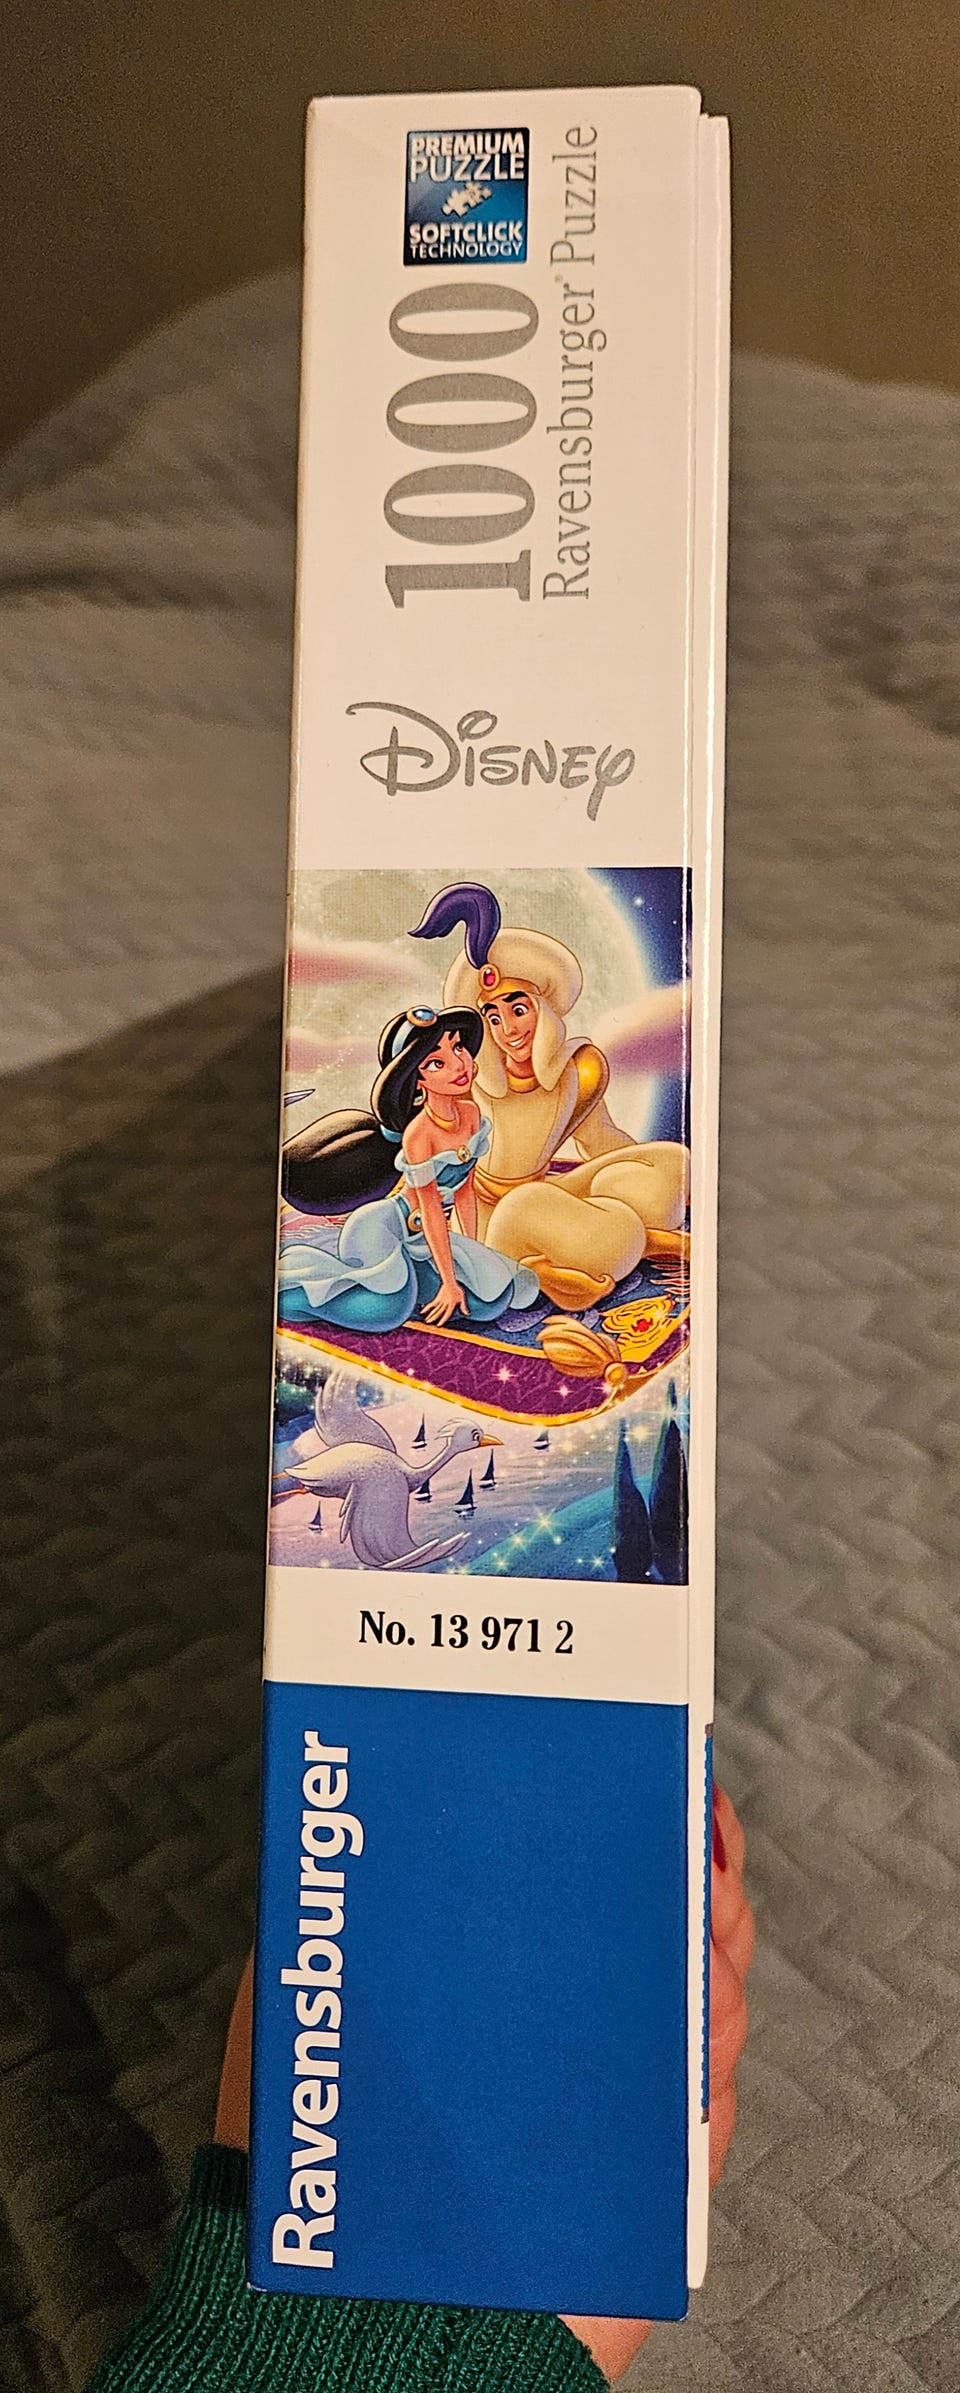 PREMIUM
PUZZLE
SOFTCLICK
TECHNOLOGY
1000
Ravensburger® Puzzle
Disney
No. 13 971 2
Ravensburger